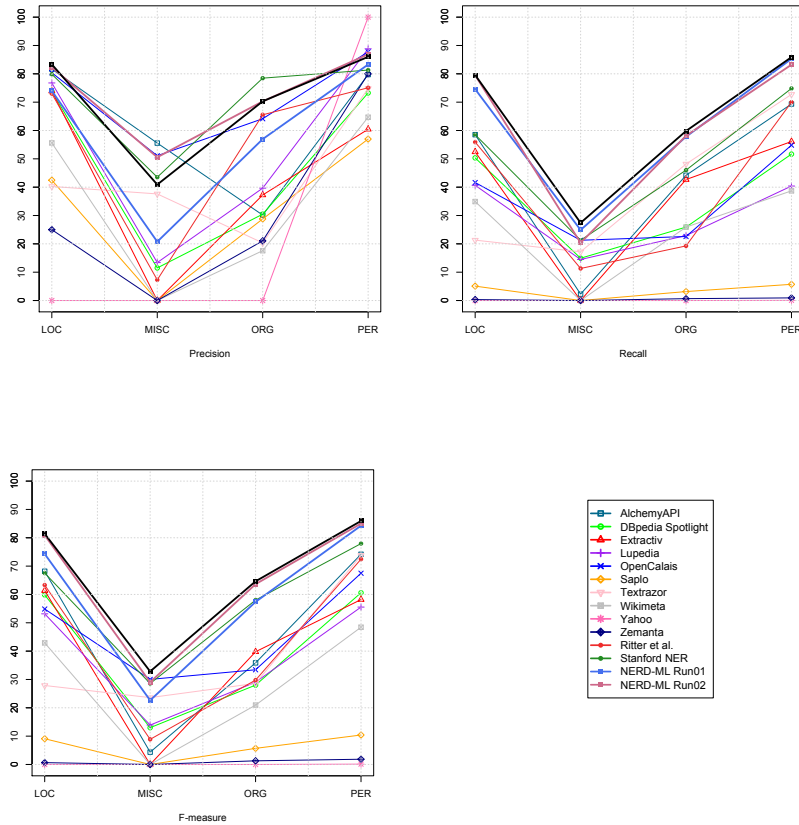 100
90
80
70
60
50
40
30
20
10
0
LOC MISC ORG PER
Precision
100
90
80
70
60
50
40
30
20
10
0
LOC MISC ORG PER
Recall
100
90
80
70
60
50
40
30
20
10
0
LOC MISC ORG PER
F-measure
AlchemyAPI
DBpedia Spotlight
Extractiv
Lupedia
OpenCalais
Saplo
Textrazor
Wikimeta
Yahoo
Zemanta
Ritter et al.
Stanford NER
NERD-ML Run01
NERD-ML Run02